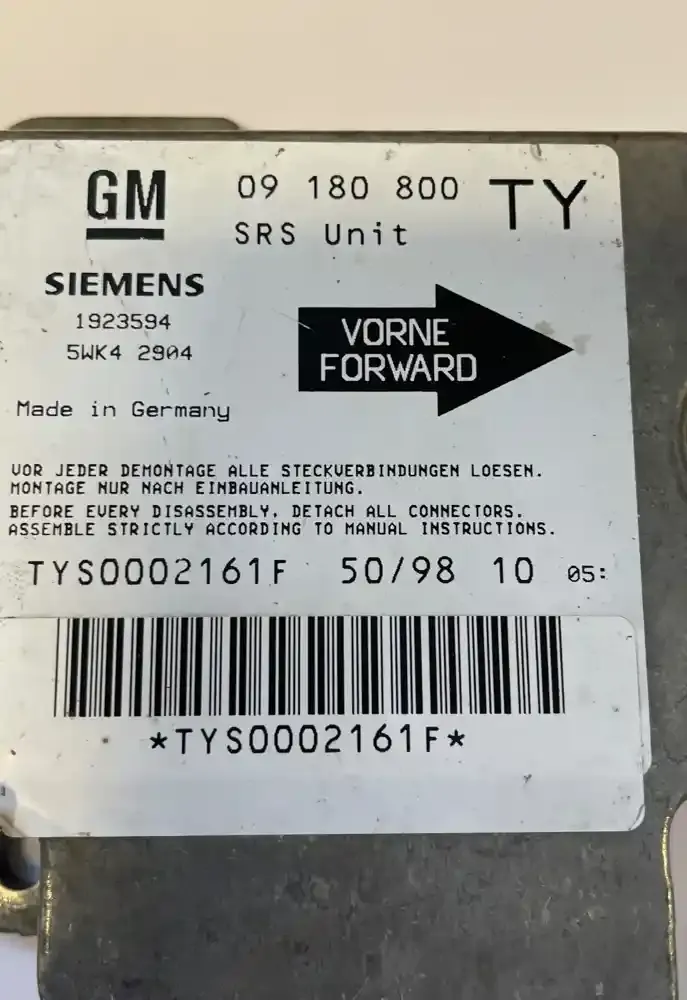 GM
09 180 800 TY
SRS Unit
SIEMENS
1923594
5WK4 2904
VORNE
FORWARD
Made in Germany
VOR JEDER DEMONTAGE ALLE STECKVERBINDUNGEN LOESEN.
MONTAGE NUR NACH EINBAUANLEITUNG.
BEFORE EVERY DISASSEMBLY, DETACH ALL CONNECTORS.
ASSEMBLE STRICTLY ACCORDING TO MANUAL INSTRUCTIONS.
TYS0002161F 50/98 10 05:
*TYS0002161F*